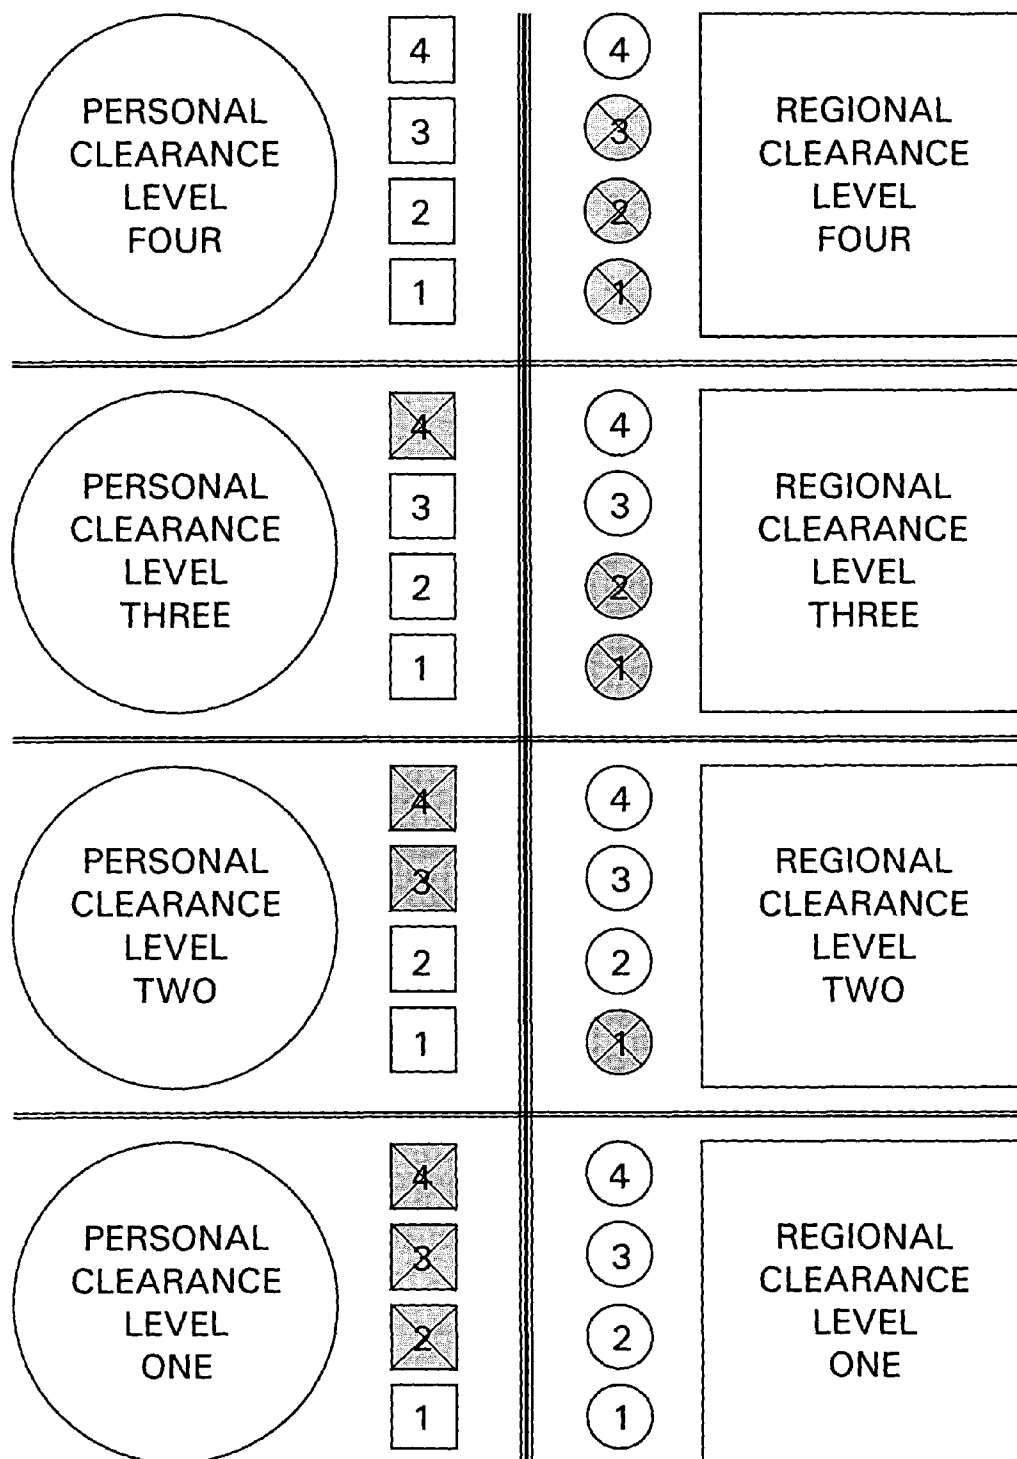 PERSONAL
CLEARANCE
LEVEL
FOUR
4
3
2
1
4
3
2
1
REGIONAL
CLEARANCE
LEVEL
FOUR
PERSONAL
CLEARANCE
LEVEL
THREE
4
3
2
1
4
3
2
1
REGIONAL
CLEARANCE
LEVEL
THREE
PERSONAL
CLEARANCE
LEVEL
TWO
4
3
2
1
4
3
2
1
REGIONAL
CLEARANCE
LEVEL
TWO
PERSONAL
CLEARANCE
LEVEL
ONE
4
3
2
1
4
3
2
1
REGIONAL
CLEARANCE
LEVEL
ONE